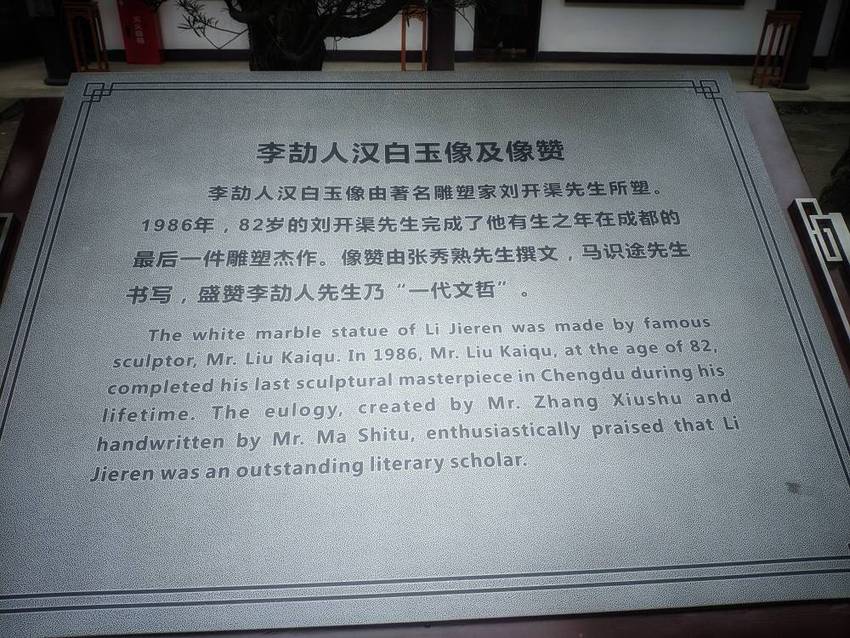 李劼人汉白玉像及像赞
李劼人汉白玉像由著名雕塑家刘开渠先生所塑。
1986年，82岁的刘开渠先生完成了他有生之年在成都的
最后一件雕塑杰作。像赞由张秀熟先生撰文，马识途先生
书写，盛赞李劼人先生乃“一代文哲”。
The white marble statue of Li Jieren was made by famous
sculptor, Mr. Liu Kaiqu. In 1986, Mr. Liu Kaiqu, at the age of 82,
completed his last sculptural masterpiece in Chengdu during his
lifetime. The eulogy, created by Mr. Zhang Xiushu and
handwritten by Mr. Ma Shitu, enthusiastically praised that Li
Jieren was an outstanding literary scholar.